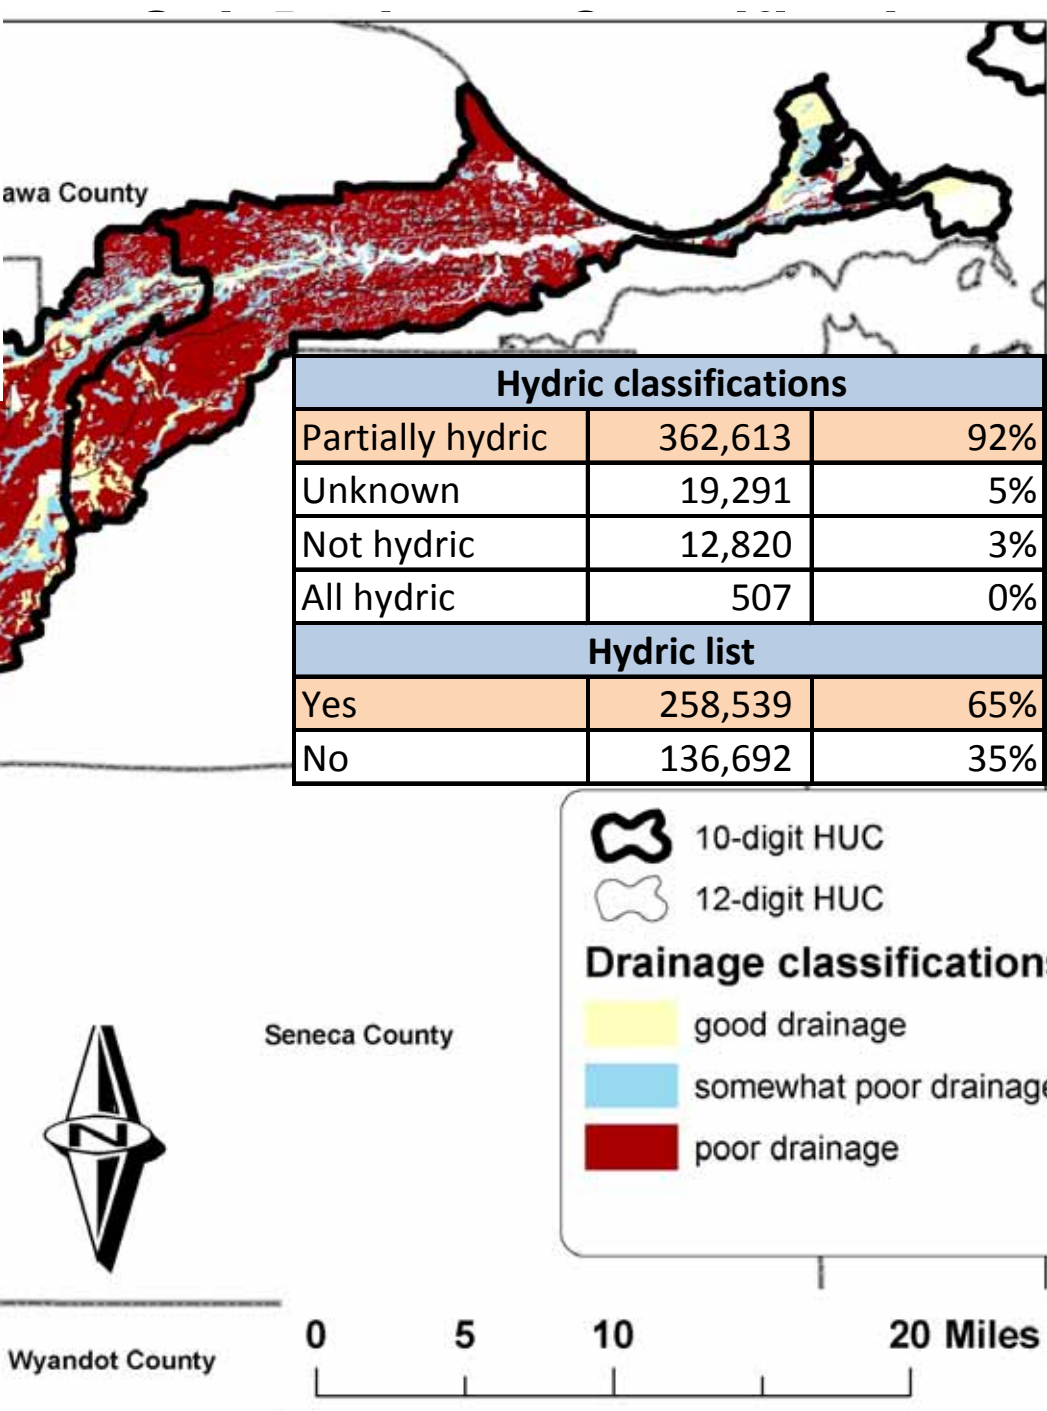 awa County
Hydric classifications
Partially hydric 362,613 92%
Unknown 19,291 5%
Not hydric 12,820 3%
All hydric 507 0%
Hydric list
Yes 258,539 65%
No 136,692 35%
10-digit HUC
12-digit HUC
Drainage classifications
good drainage
somewhat poor drainage
poor drainage
Seneca County
N
Wyandot County
0 5 10 20 Miles